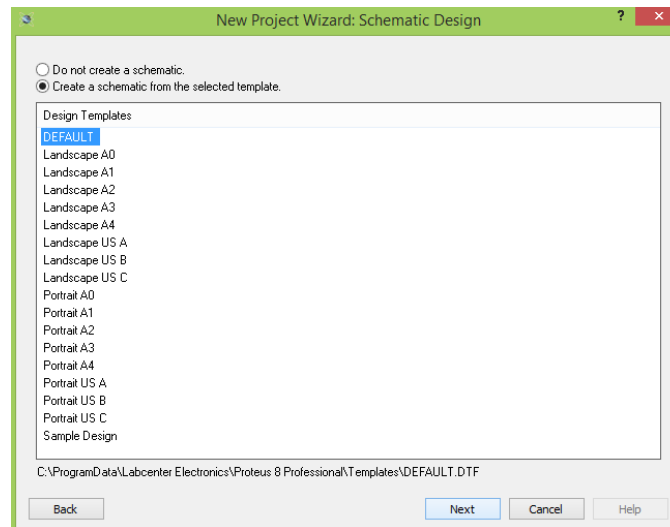 New Project Wizard: Schematic Design
?
Do not create a schematic.
Create a schematic from the selected template.
Design Templates
DEFAULT
Landscape A0
Landscape A1
Landscape A2
Landscape A3
Landscape A4
Landscape US A
Landscape US B
Landscape US C
Portrait A0
Portrait A1
Portrait A2
Portrait A3
Portrait A4
Portrait US A
Portrait US B
Portrait US C
Sample Design
C:\ProgramData\Labcenter Electronics\Proteus 8 Professional\Templates\DEFAULT.DTF
Back Next Cancel Help